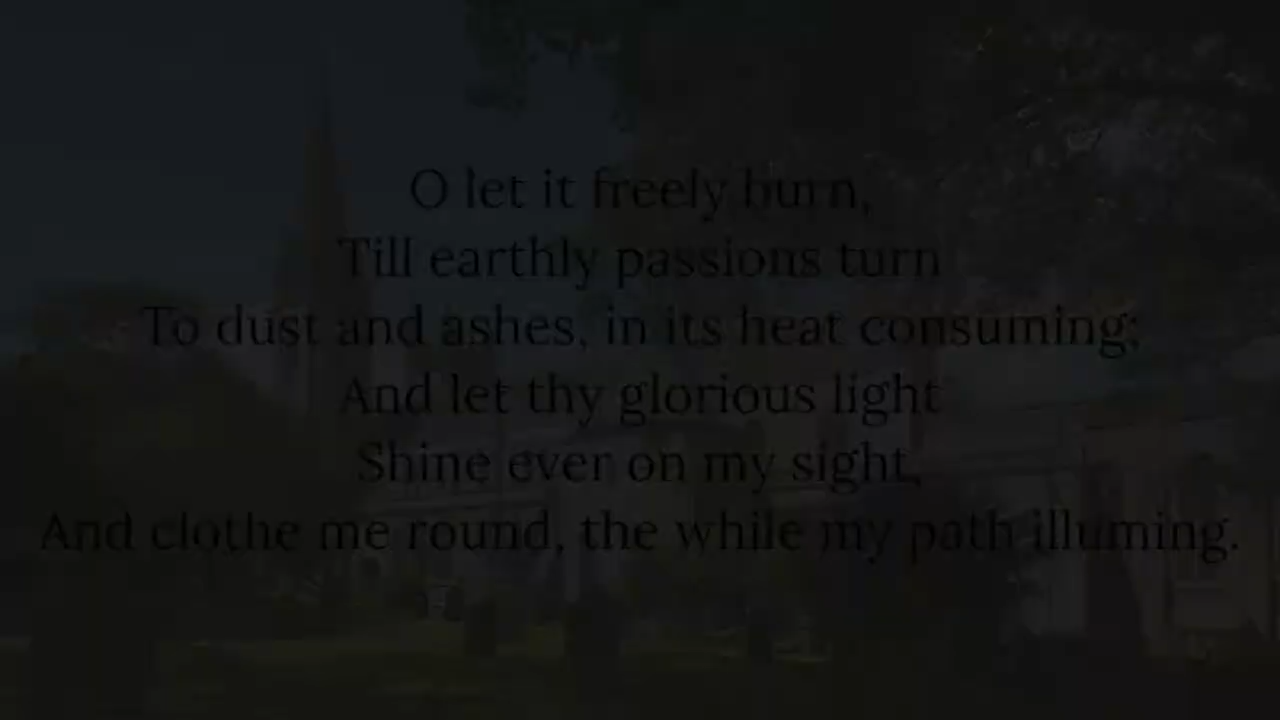 O let it freely burn,
Till earthly passions turn
To dust and ashes, in its heat consuming;
And let thy glorious light
Shine ever on my sight,
And clothe me round, the while my path illuming.